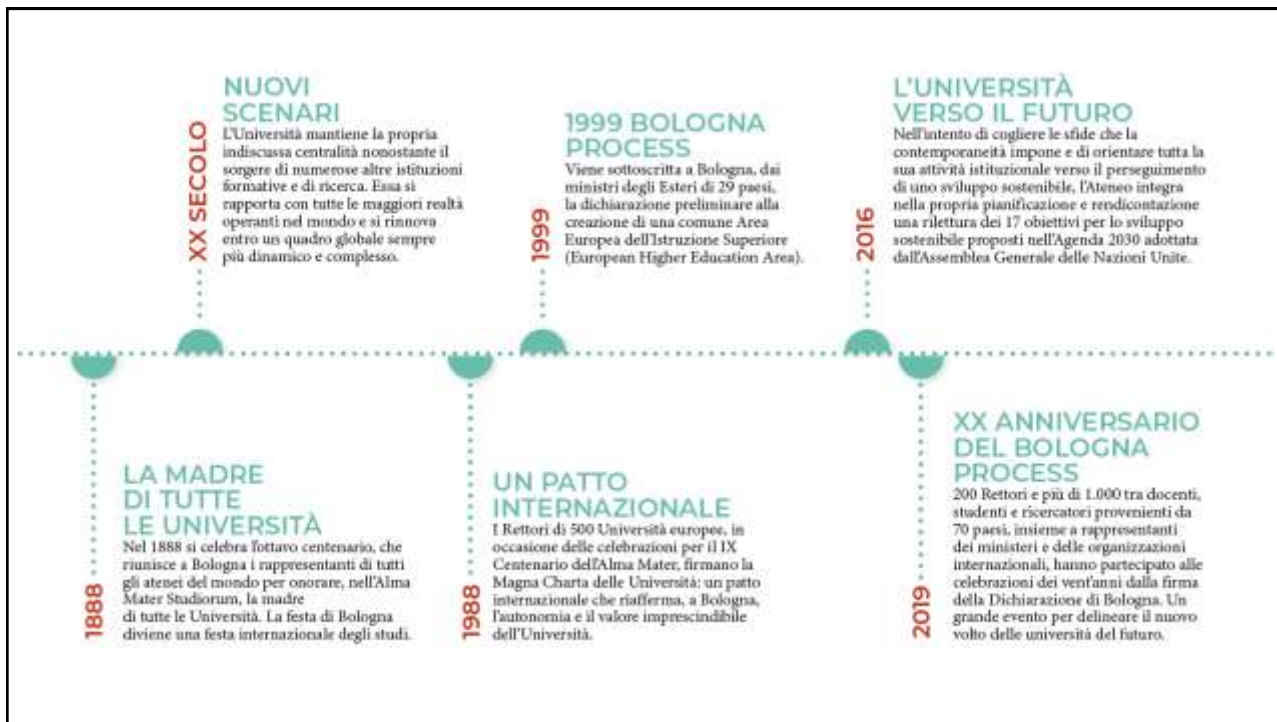 XX SECOLO
NUOVI
SCENARI
L'Università mantiene la propria
indiscussa centralità nonostante il
sorgere di numerose altre istituzioni
formative e di ricerca. Essa si
rapporta con tutte le maggiori realtà
operanti nel mondo e si rinnova
entro un quadro globale sempre
più dinamico e complesso.
1999
1999 BOLOGNA
PROCESS
Viene sottoscritta a Bologna, dai
ministri degli Esteri di 29 paesi,
la dichiarazione preliminare alla
creazione di una comune Area
Europea dell'Istruzione Superiore
(European Higher Education Area).
2016
L'UNIVERSITÀ
VERSO IL FUTURO
Nell'intento di cogliere le sfide che la
contemporaneità impone e di orientare tutta la
sua attività istituzionale verso il perseguimento
di uno sviluppo sostenibile, l'Ateneo integra
nella propria pianificazione e rendicontazione
una rilettura dei 17 obiettivi per lo sviluppo
sostenibile proposti nell'Agenda 2030 adottata
dall'Assemblea Generale delle Nazioni Unite.
1888
LA MADRE
DI TUTTE
LE UNIVERSITÀ
Nel 1888 si celebra l'ottavo centenario, che
riunisce a Bologna i rappresentanti di tutti
gli atenei del mondo per onorare, nell'Alma
Mater Studiorum, la madre
di tutte le Università. La festa di Bologna
diviene una festa internazionale degli studi.
1988
UN PATTO
INTERNAZIONALE
I Rettori di 500 Università europee, in
occasione delle celebrazioni per il IX
Centenario dell'Alma Mater, firmano la
Magna Charta delle Università: un patto
internazionale che riafferma, a Bologna,
l'autonomia e il valore imprescindibile
dell'Università.
2019
XX ANNIVERSARIO
DEL BOLOGNA
PROCESS
200 Rettori e più di 1.000 tra docenti,
studenti e ricercatori provenienti da
70 paesi, insieme a rappresentanti
dei ministeri e delle organizzazioni
internazionali, hanno partecipato alle
celebrazioni dei vent'anni dalla firma
della Dichiarazione di Bologna. Un
grande evento per delineare il nuovo
volto delle università del futuro.